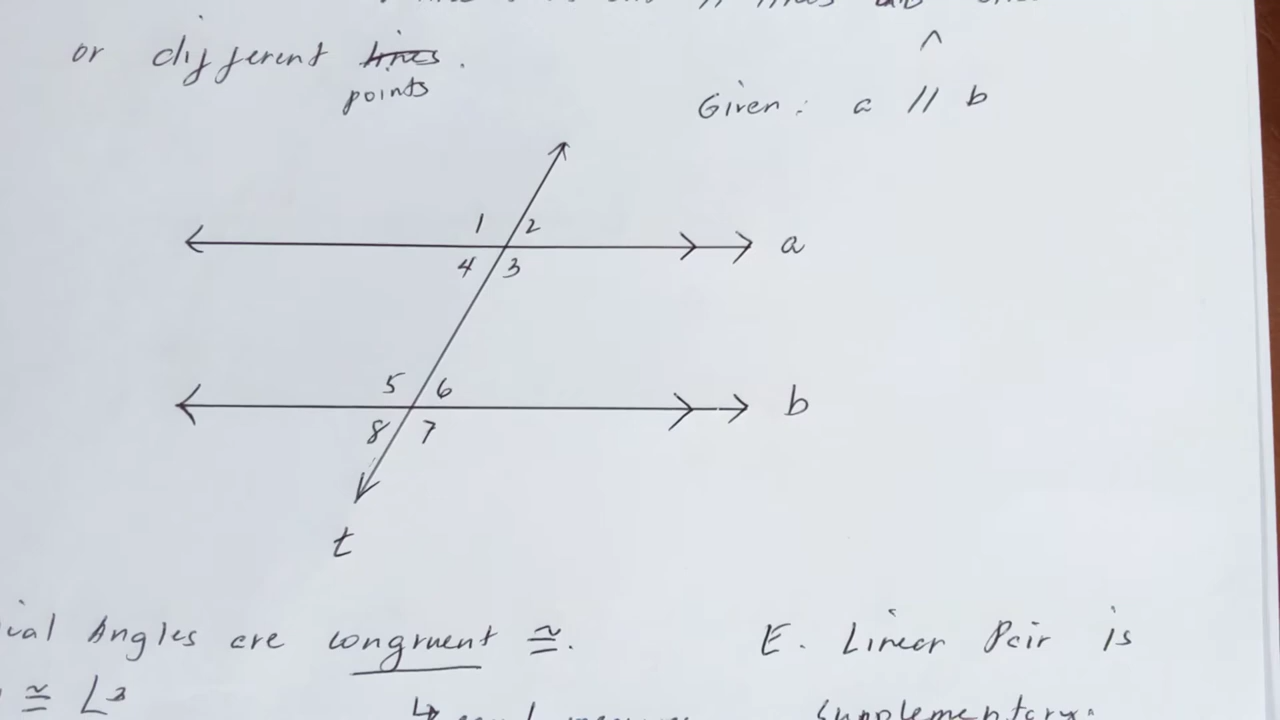 or different lines.
points
Given: a // b
1 2
a
4 3
5 6
b
8 7
t
Angles are congruent ≅.
E. Linear Pair is
≅ ∠3
supplementary.